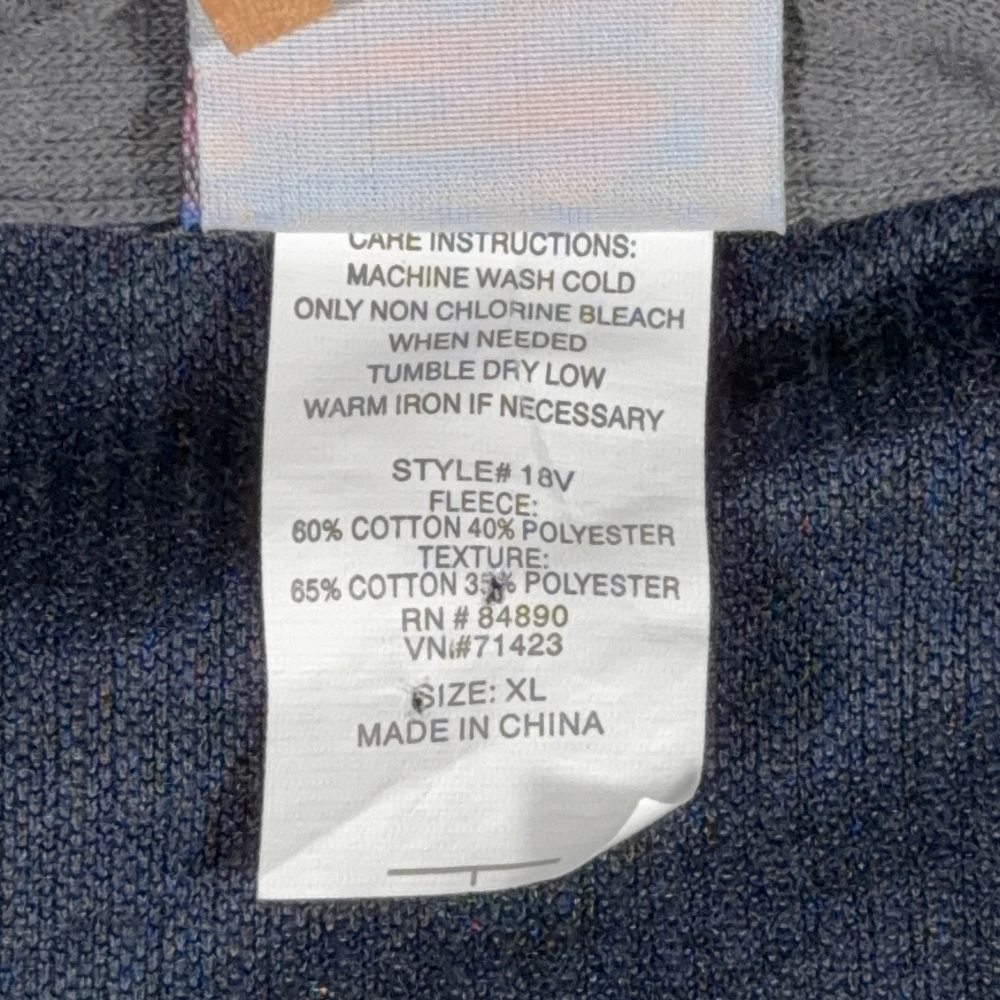 CARE INSTRUCTIONS:
MACHINE WASH COLD
ONLY NON CHLORINE BLEACH
WHEN NEEDED
TUMBLE DRY LOW
WARM IRON IF NECESSARY
STYLE# 18V
FLEECE:
60% COTTON 40% POLYESTER
TEXTURE:
65% COTTON 35% POLYESTER
RN # 84890
VN.#71423
SIZE: XL
MADE IN CHINA